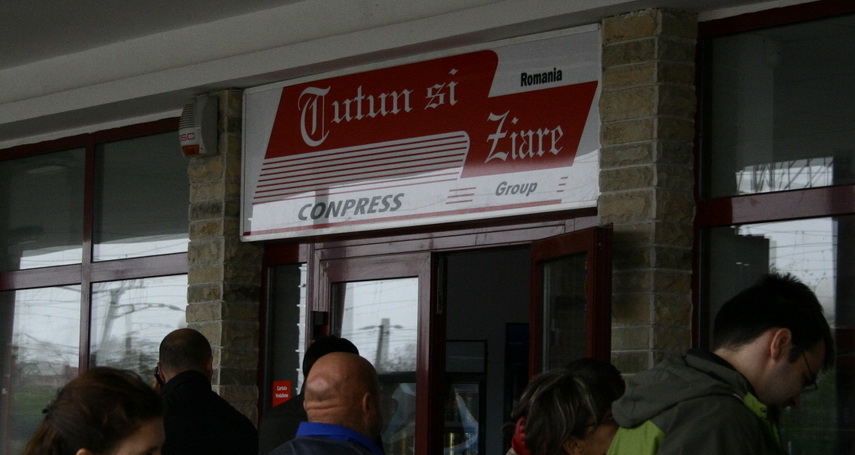 Tutun si
Romania
Ziare
CONPRESS
Group